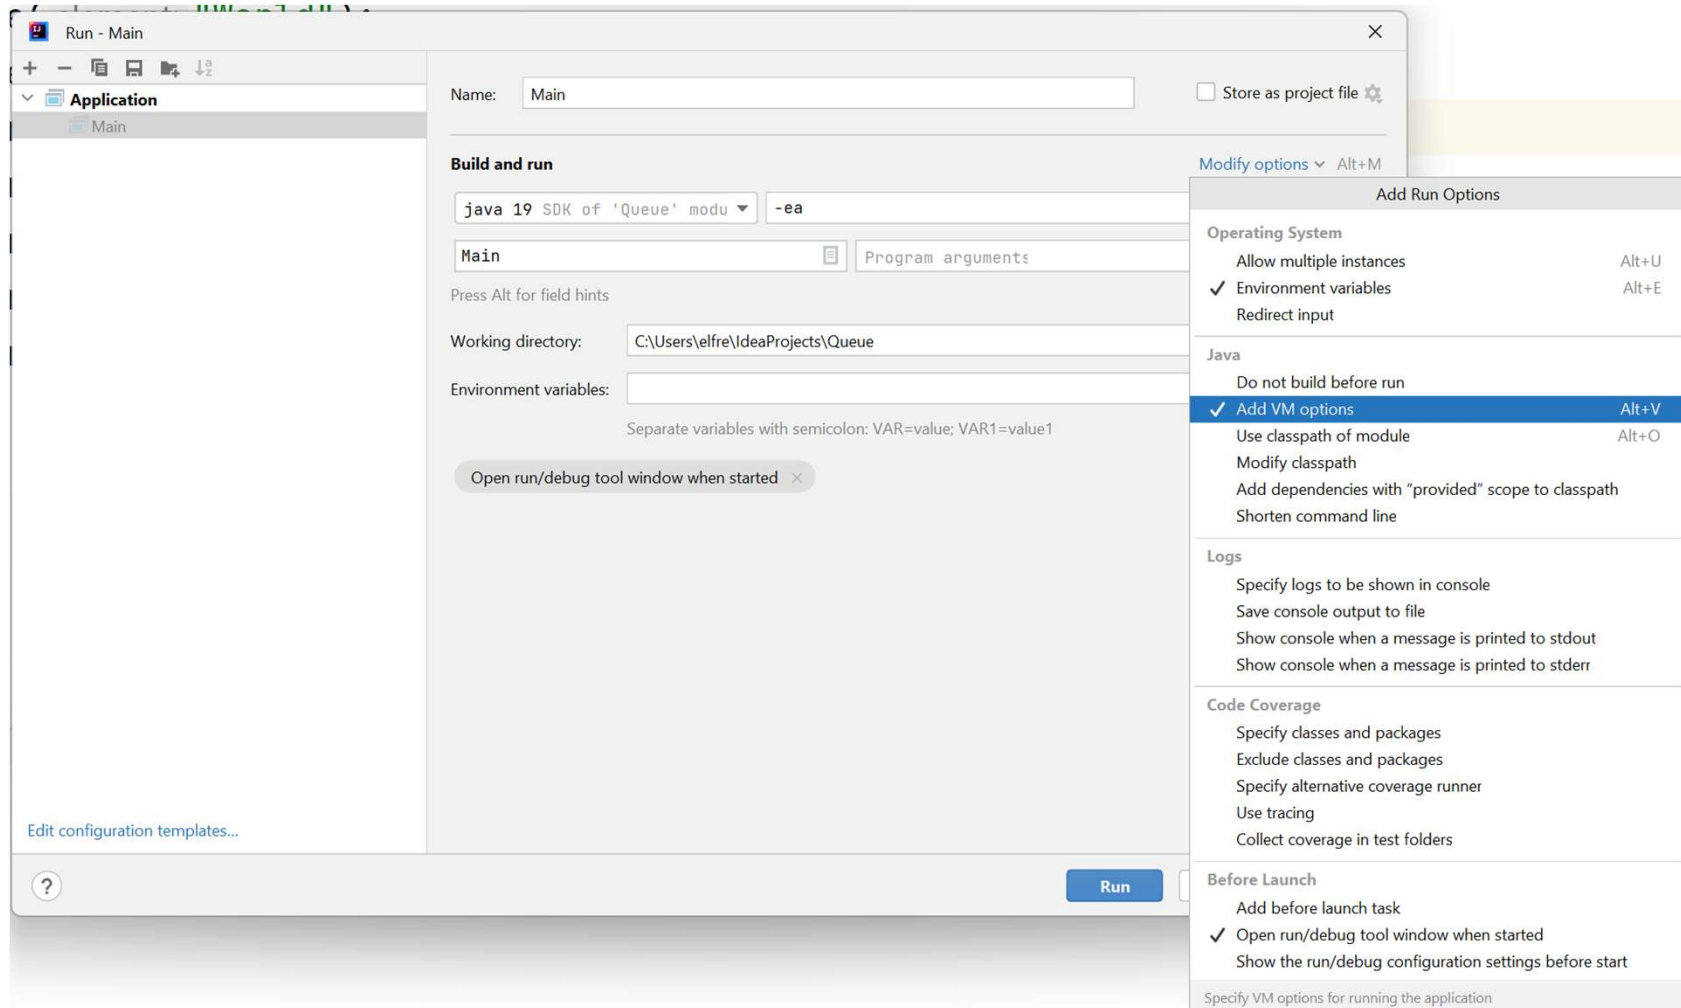 Run - Main
Application
Main
Edit configuration templates...
Name: Main
Store as project file
Build and run
Modify options Alt+M
java 19 SDK of 'Queue' modu
-ea
Main
Program arguments
Press Alt for field hints
Working directory: C:\Users\elfre\IdeaProjects\Queue
Environment variables:
Separate variables with semicolon: VAR=value; VAR1=value1
Open run/debug tool window when started
?
Run
Add Run Options
Operating System
Allow multiple instances Alt+U
Environment variables Alt+E
Redirect input
Java
Do not build before run
Add VM options Alt+V
Use classpath of module Alt+O
Modify classpath
Add dependencies with “provided” scope to classpath
Shorten command line
Logs
Specify logs to be shown in console
Save console output to file
Show console when a message is printed to stdout
Show console when a message is printed to stderr
Code Coverage
Specify classes and packages
Exclude classes and packages
Specify alternative coverage runner
Use tracing
Collect coverage in test folders
Before Launch
Add before launch task
Open run/debug tool window when started
Show the run/debug configuration settings before start
Specify VM options for running the application